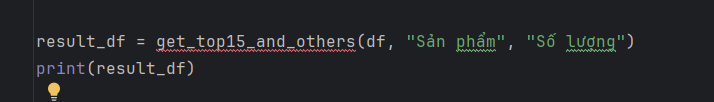 result_df = get_top15_and_others(df, "Sản phẩm", "Số lượng")
print(result_df)